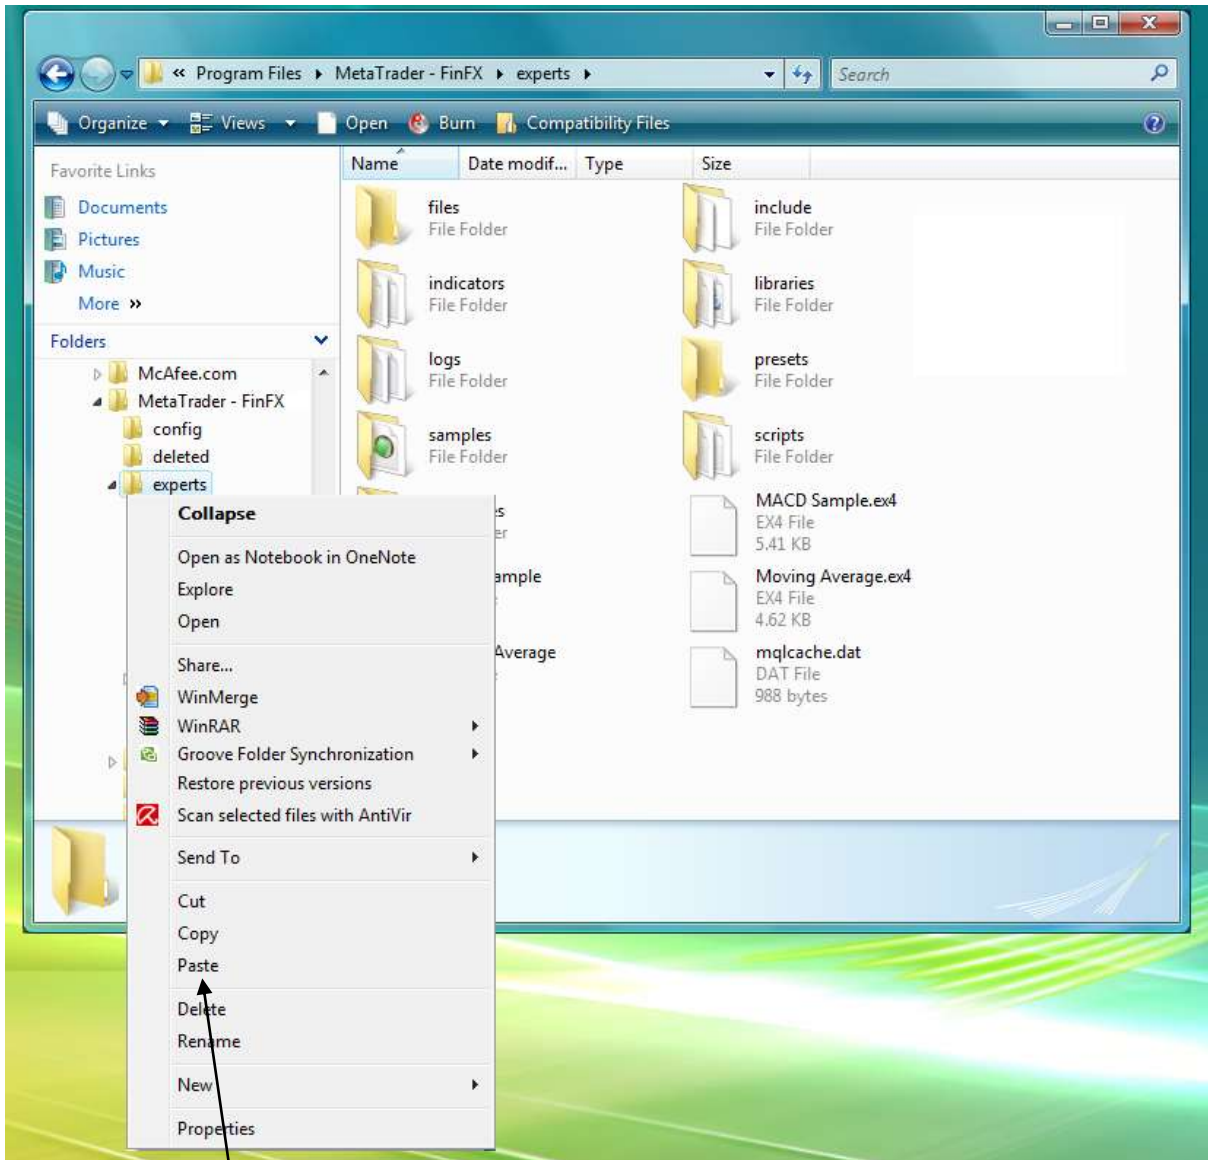 « Program Files ▸ MetaTrader - FinFX ▸ experts ▸
Search
Organize Views Open Burn Compatibility Files
Favorite Links
Documents
Pictures
Music
More »
Folders
McAfee.com
MetaTrader - FinFX
config
deleted
experts
Name Date modif... Type Size
files
File Folder
include
File Folder
indicators
File Folder
libraries
File Folder
logs
File Folder
presets
File Folder
samples
File Folder
scripts
File Folder
MACD Sample.ex4
EX4 File
5.41 KB
ample
Moving Average.ex4
EX4 File
4.62 KB
Average
mqlcache.dat
DAT File
988 bytes
Collapse
Open as Notebook in OneNote
Explore
Open
Share...
WinMerge
WinRAR
Groove Folder Synchronization
Restore previous versions
Scan selected files with AntiVir
Send To
Cut
Copy
Paste
Delete
Rename
New
Properties